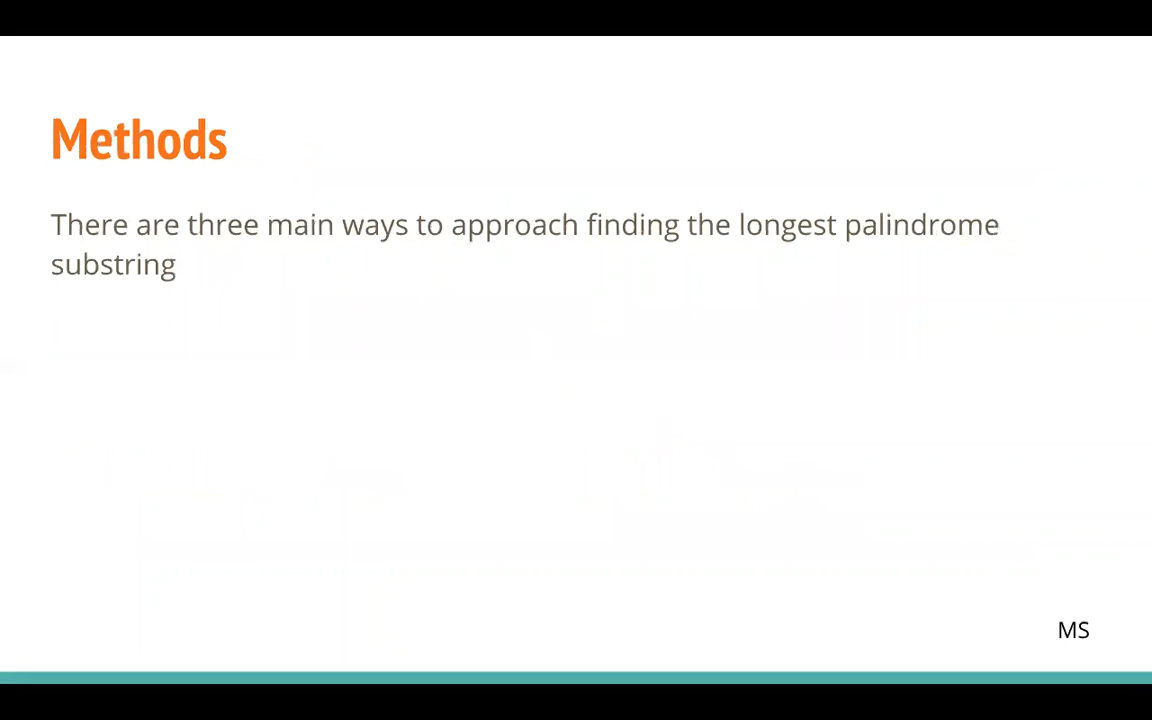 Methods
There are three main ways to approach finding the longest palindrome
substring
MS